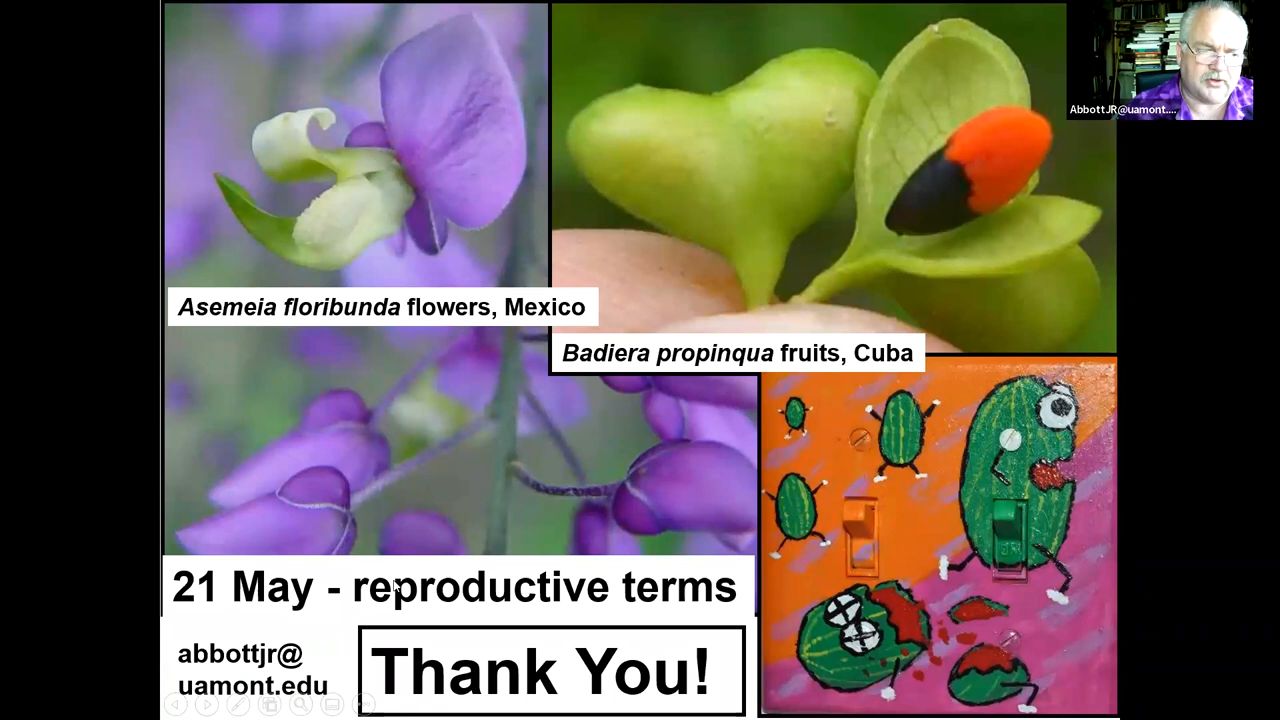 AbbottJR@uamont....
Asemeia floribunda flowers, Mexico
Badiera propinqua fruits, Cuba
21 May - reproductive terms
abbottjr@
uamont.edu
Thank You!